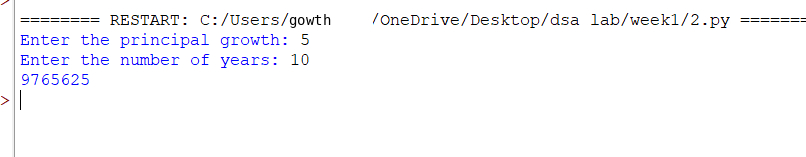 ======== RESTART: C:/Users/gowth /OneDrive/Desktop/dsa lab/week1/2.py =======
Enter the principal growth: 5
Enter the number of years: 10
9765625
>